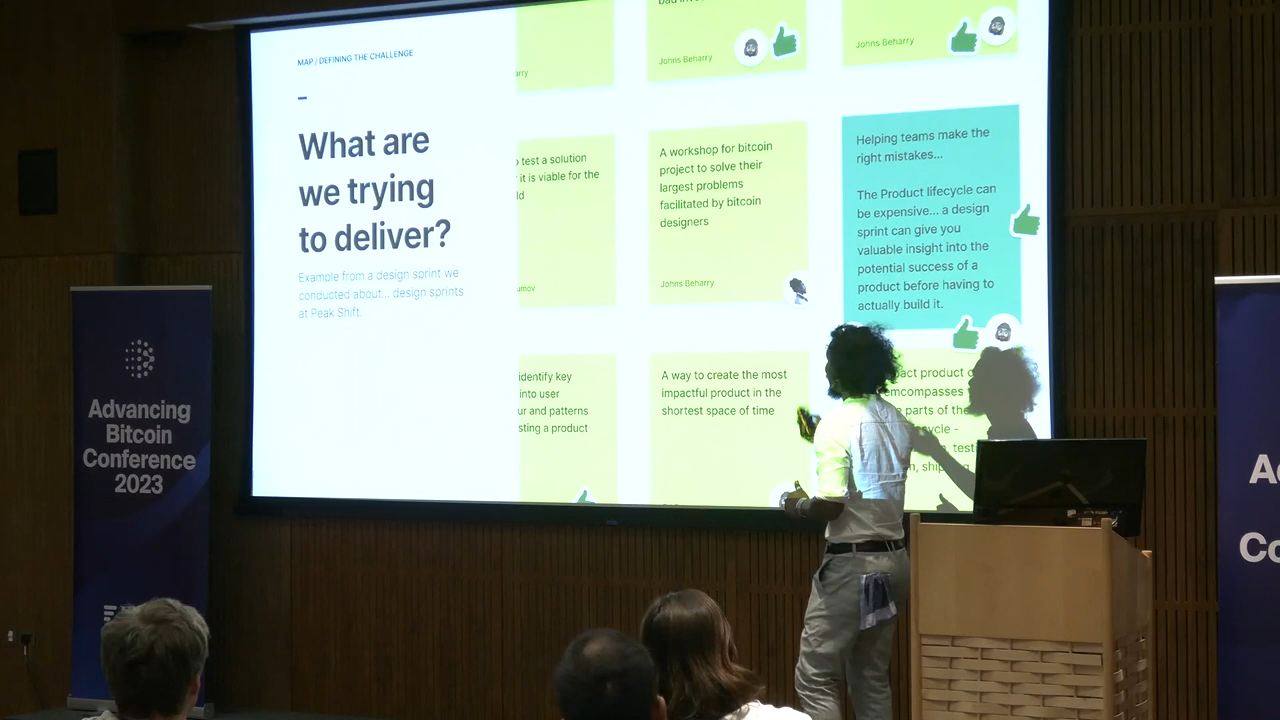 MAP / DEFINING THE CHALLENGE
What are
we trying
to deliver?
Example from a design sprint we
conducted about... design sprints
at Peak Shift.
Johns Beharry
Johns Beharry
test a solution
it is viable for the
A workshop for bitcoin
project to solve their
largest problems
facilitated by bitcoin
designers
Johns Beharry
Helping teams make the
right mistakes...
The Product lifecycle can
be expensive... a design
sprint can give you
valuable insight into the
potential success of a
product before having to
actually build it.
identify key
into user
and patterns
a product
A way to create the most
impactful product in the
shortest space of time
product
encompasses
parts of the
Advancing
Bitcoin
Conference
2023